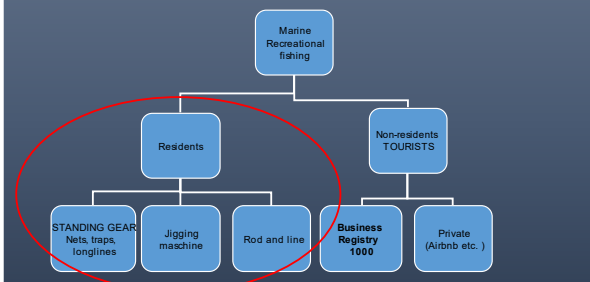 Marine
Recreational
fishing
Residents
Non-residents
TOURISTS
STANDING GEAR
Nets, traps,
longlines
Jigging
maschine
Rod and line
Business
Registry
1000
Private
(Airbnb etc. )